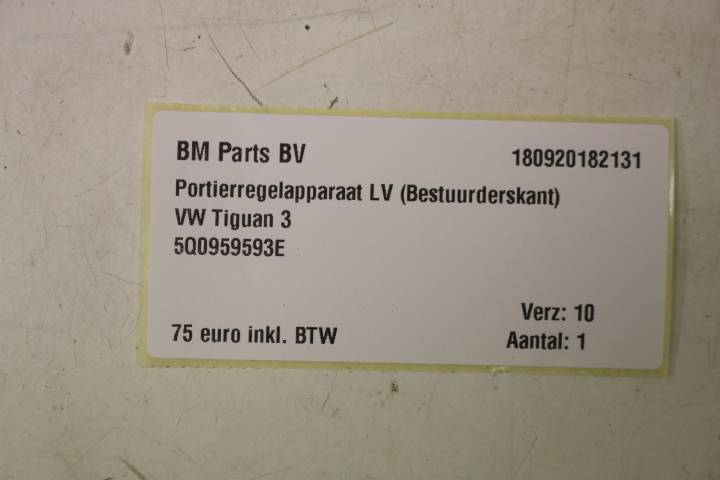 BM Parts BV 180920182131
Portierregelapparaat LV (Bestuurderskant)
VW Tiguan 3
5Q0959593E
Verz: 10
75 euro inkl. BTW Aantal: 1